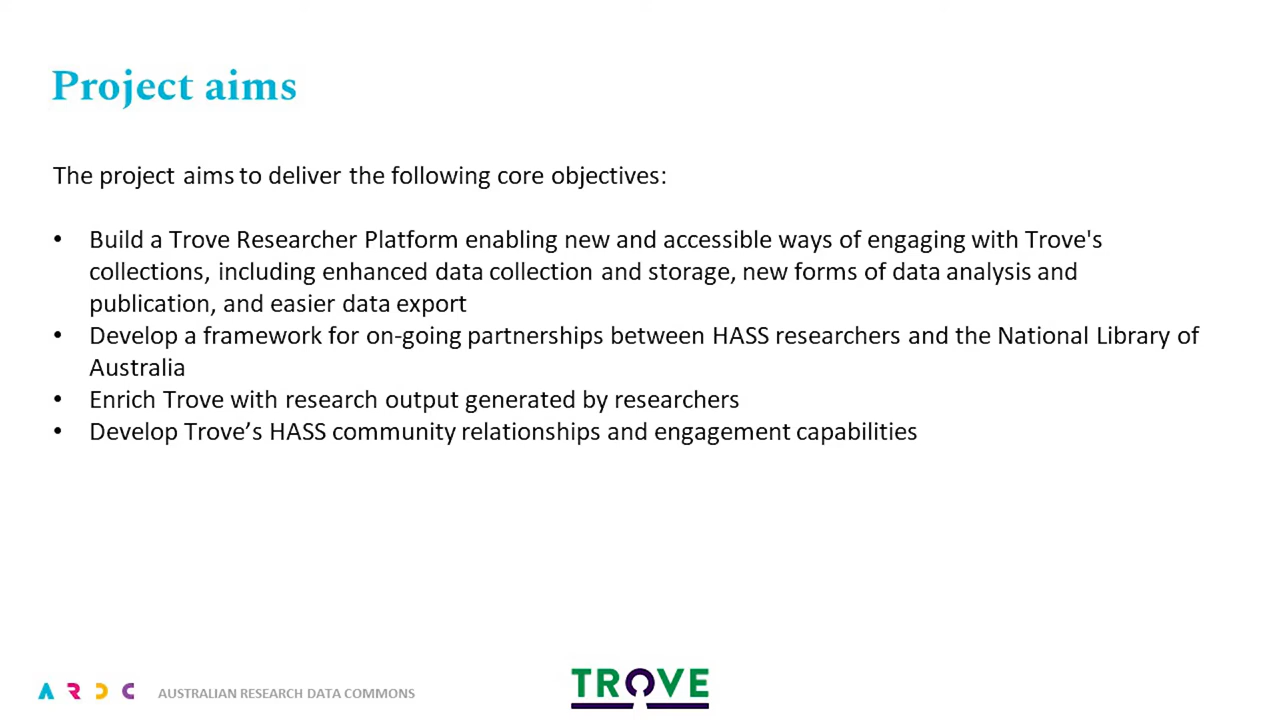 Project aims
The project aims to deliver the following core objectives:
• Build a Trove Researcher Platform enabling new and accessible ways of engaging with Trove's
collections, including enhanced data collection and storage, new forms of data analysis and
publication, and easier data export
• Develop a framework for on-going partnerships between HASS researchers and the National Library of
Australia
• Enrich Trove with research output generated by researchers
• Develop Trove’s HASS community relationships and engagement capabilities
ARDC AUSTRALIAN RESEARCH DATA COMMONS
TROVE